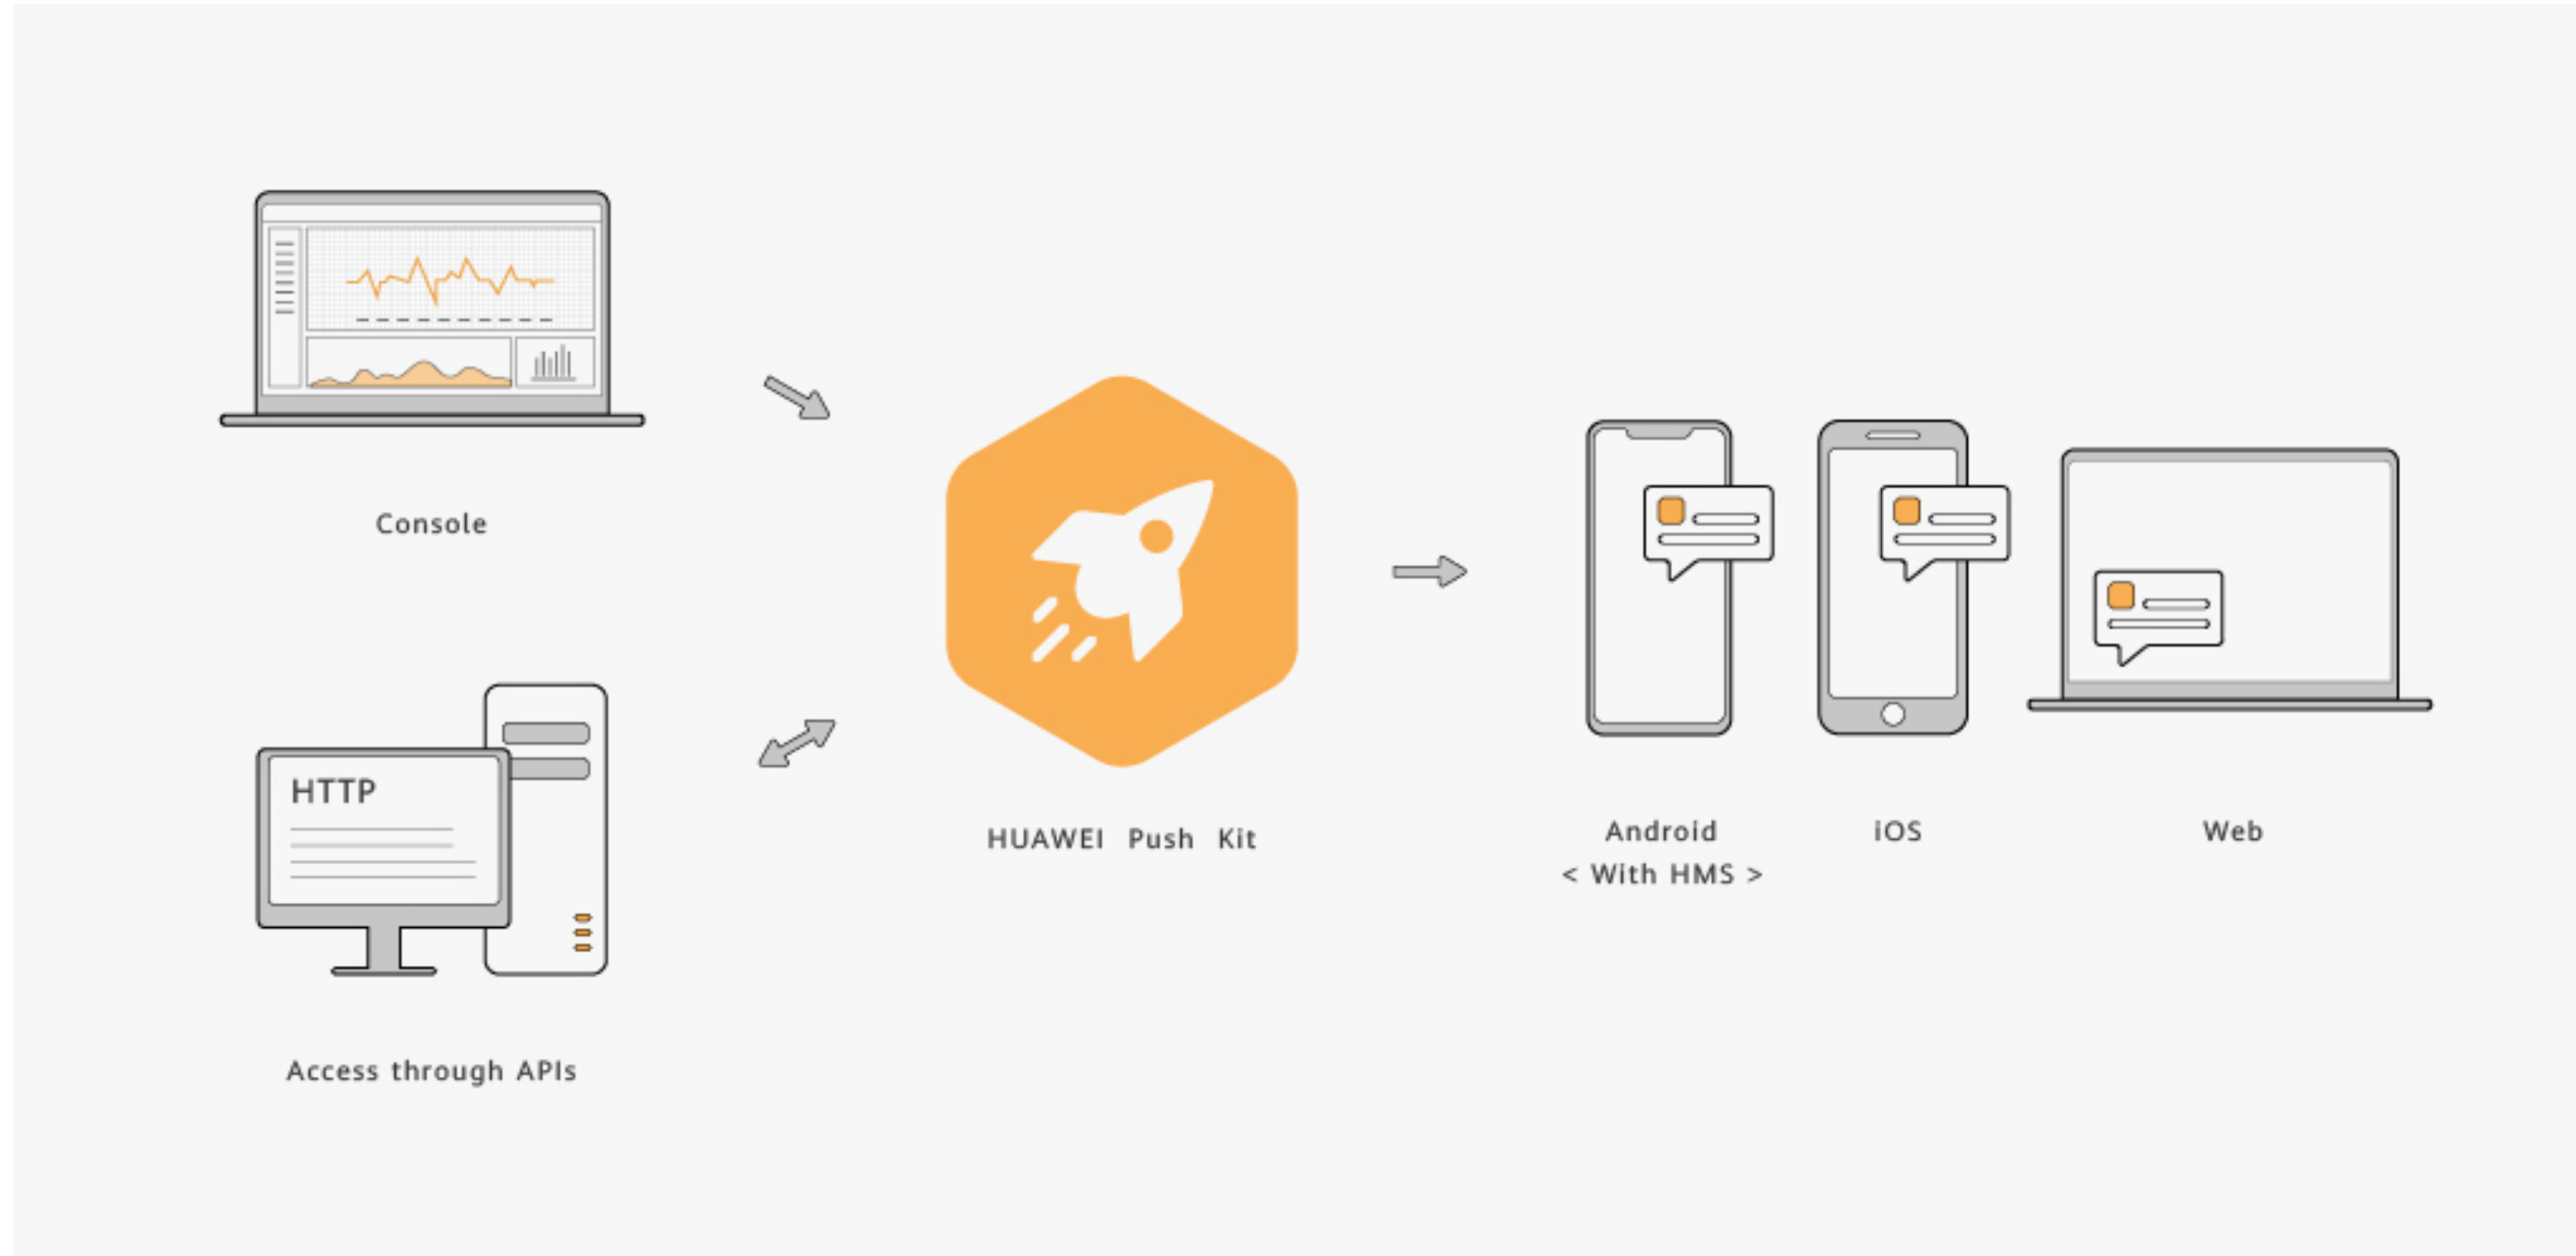 Console
HTTP
Access through APIs
HUAWEI Push Kit
Android
< With HMS >
iOS
Web